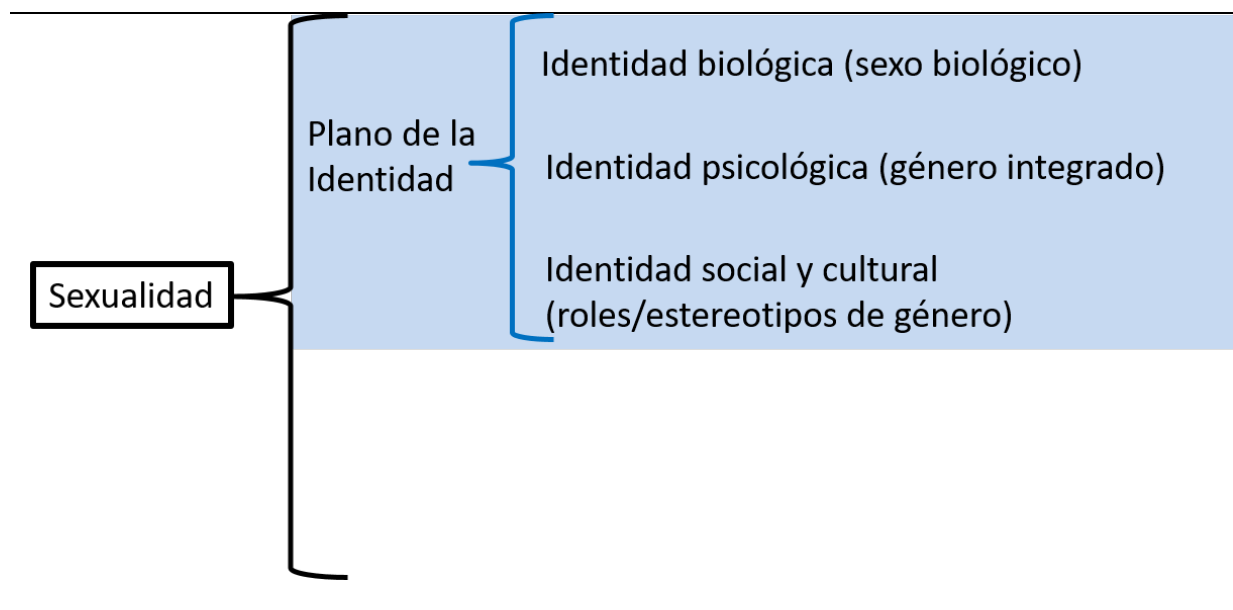 Sexualidad
Plano de la
Identidad
Identidad biológica (sexo biológico)
Identidad psicológica (género integrado)
Identidad social y cultural
(roles/estereotipos de género)